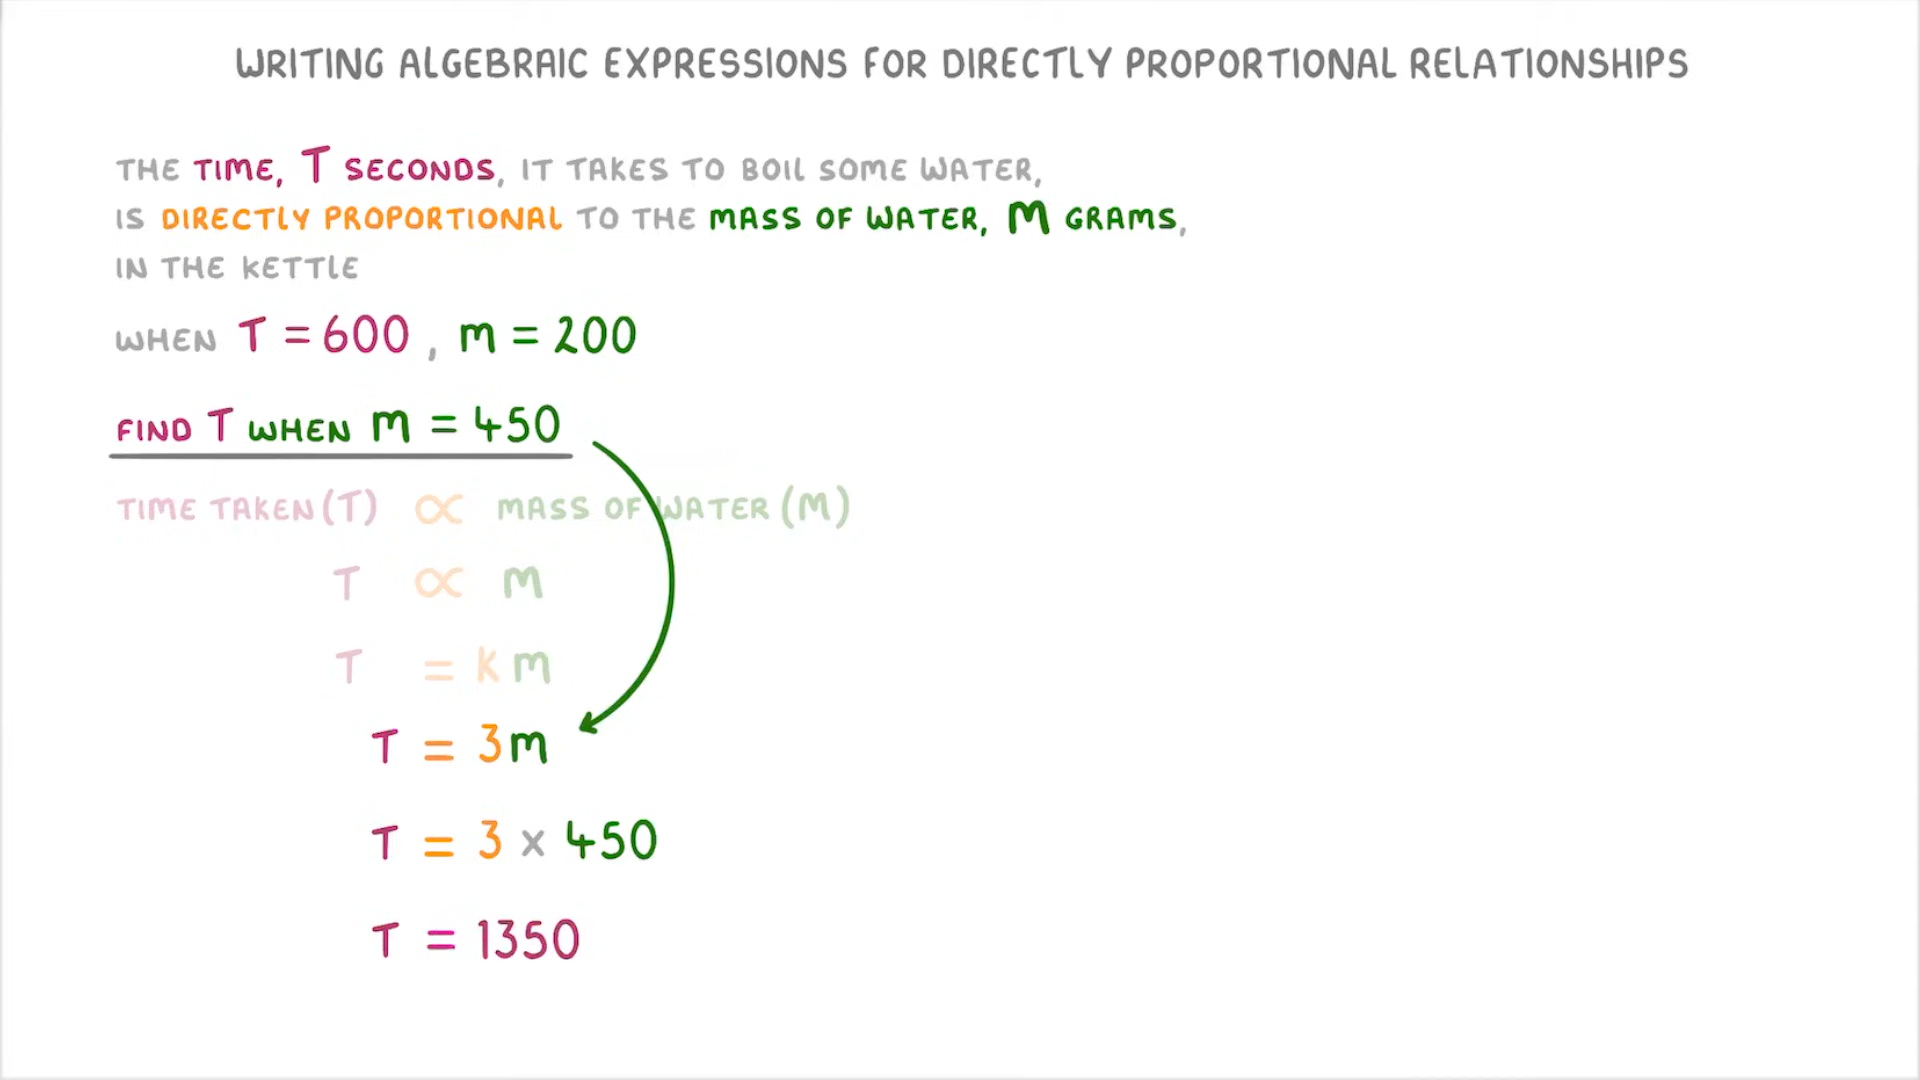 WRITING ALGEBRAIC EXPRESSIONS FOR DIRECTLY PROPORTIONAL RELATIONSHIPS
THE TIME, T SECONDS, IT TAKES TO BOIL SOME WATER,
IS DIRECTLY PROPORTIONAL TO THE MASS OF WATER, M GRAMS,
IN THE KETTLE
WHEN T = 600 , m = 200
FIND T WHEN m = 450
TIME TAKEN (T) ∝ MASS OF WATER (M)
T ∝ m
T = k m
T = 3m
T = 3 × 450
T = 1350